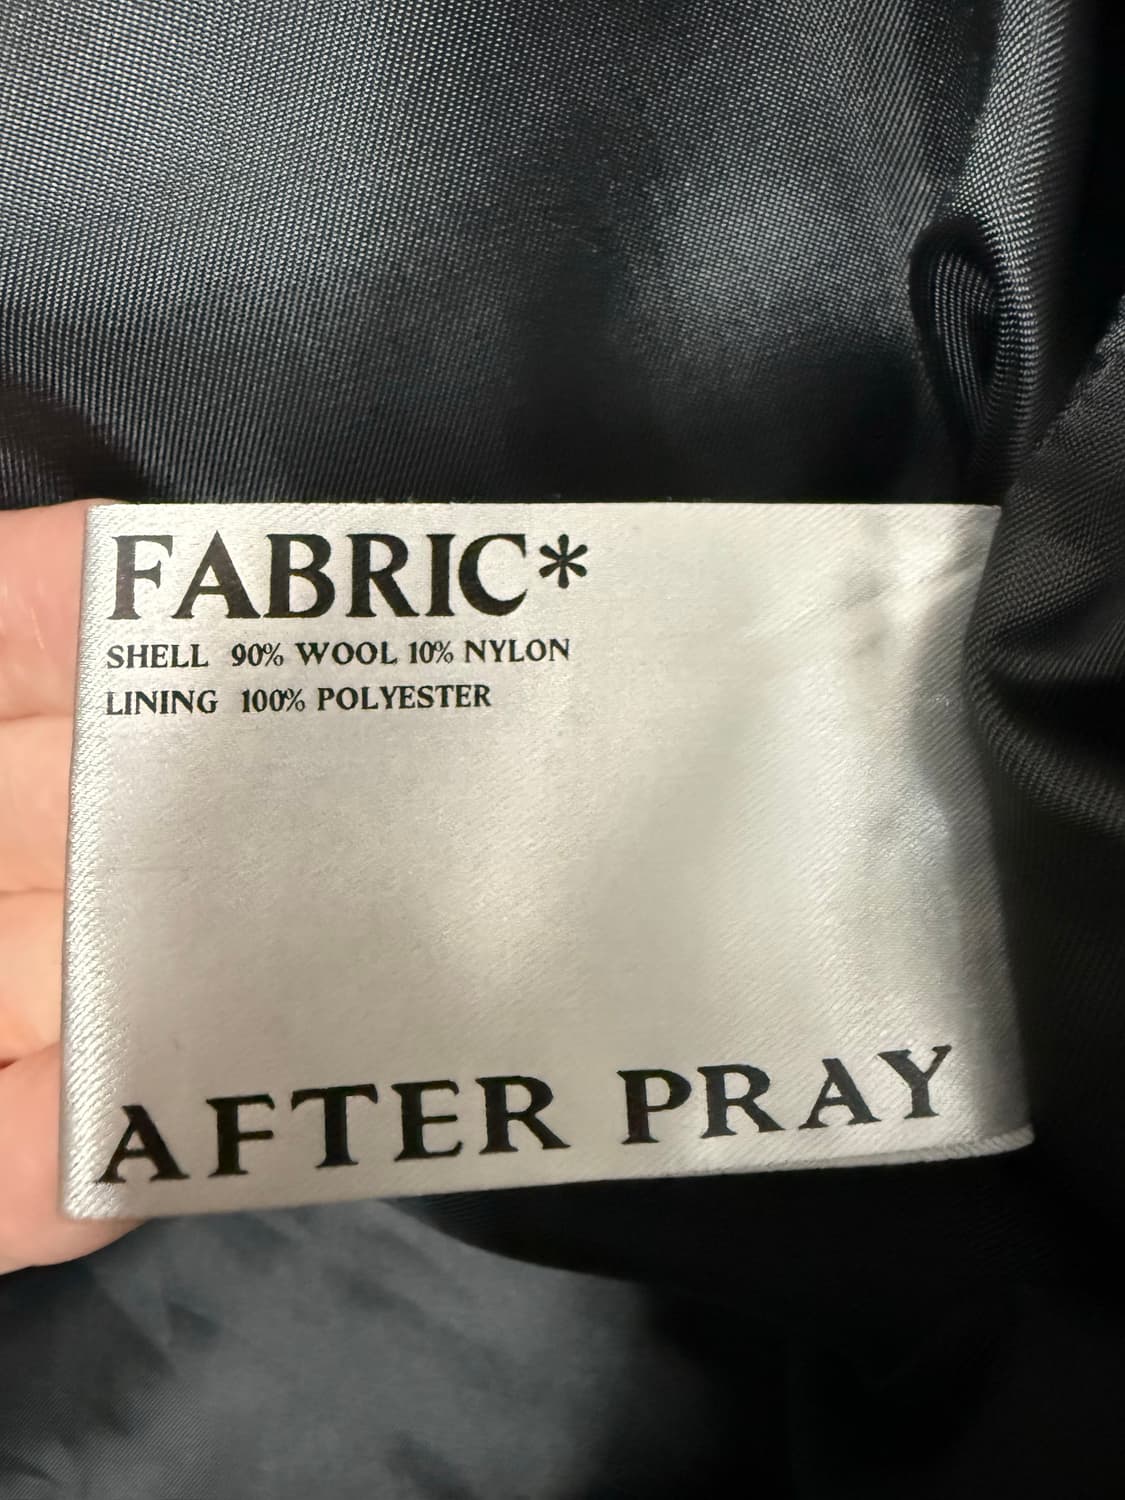 FABRIC*
SHELL 90% WOOL 10% NYLON
LINING 100% POLYESTER
AFTER PRAY